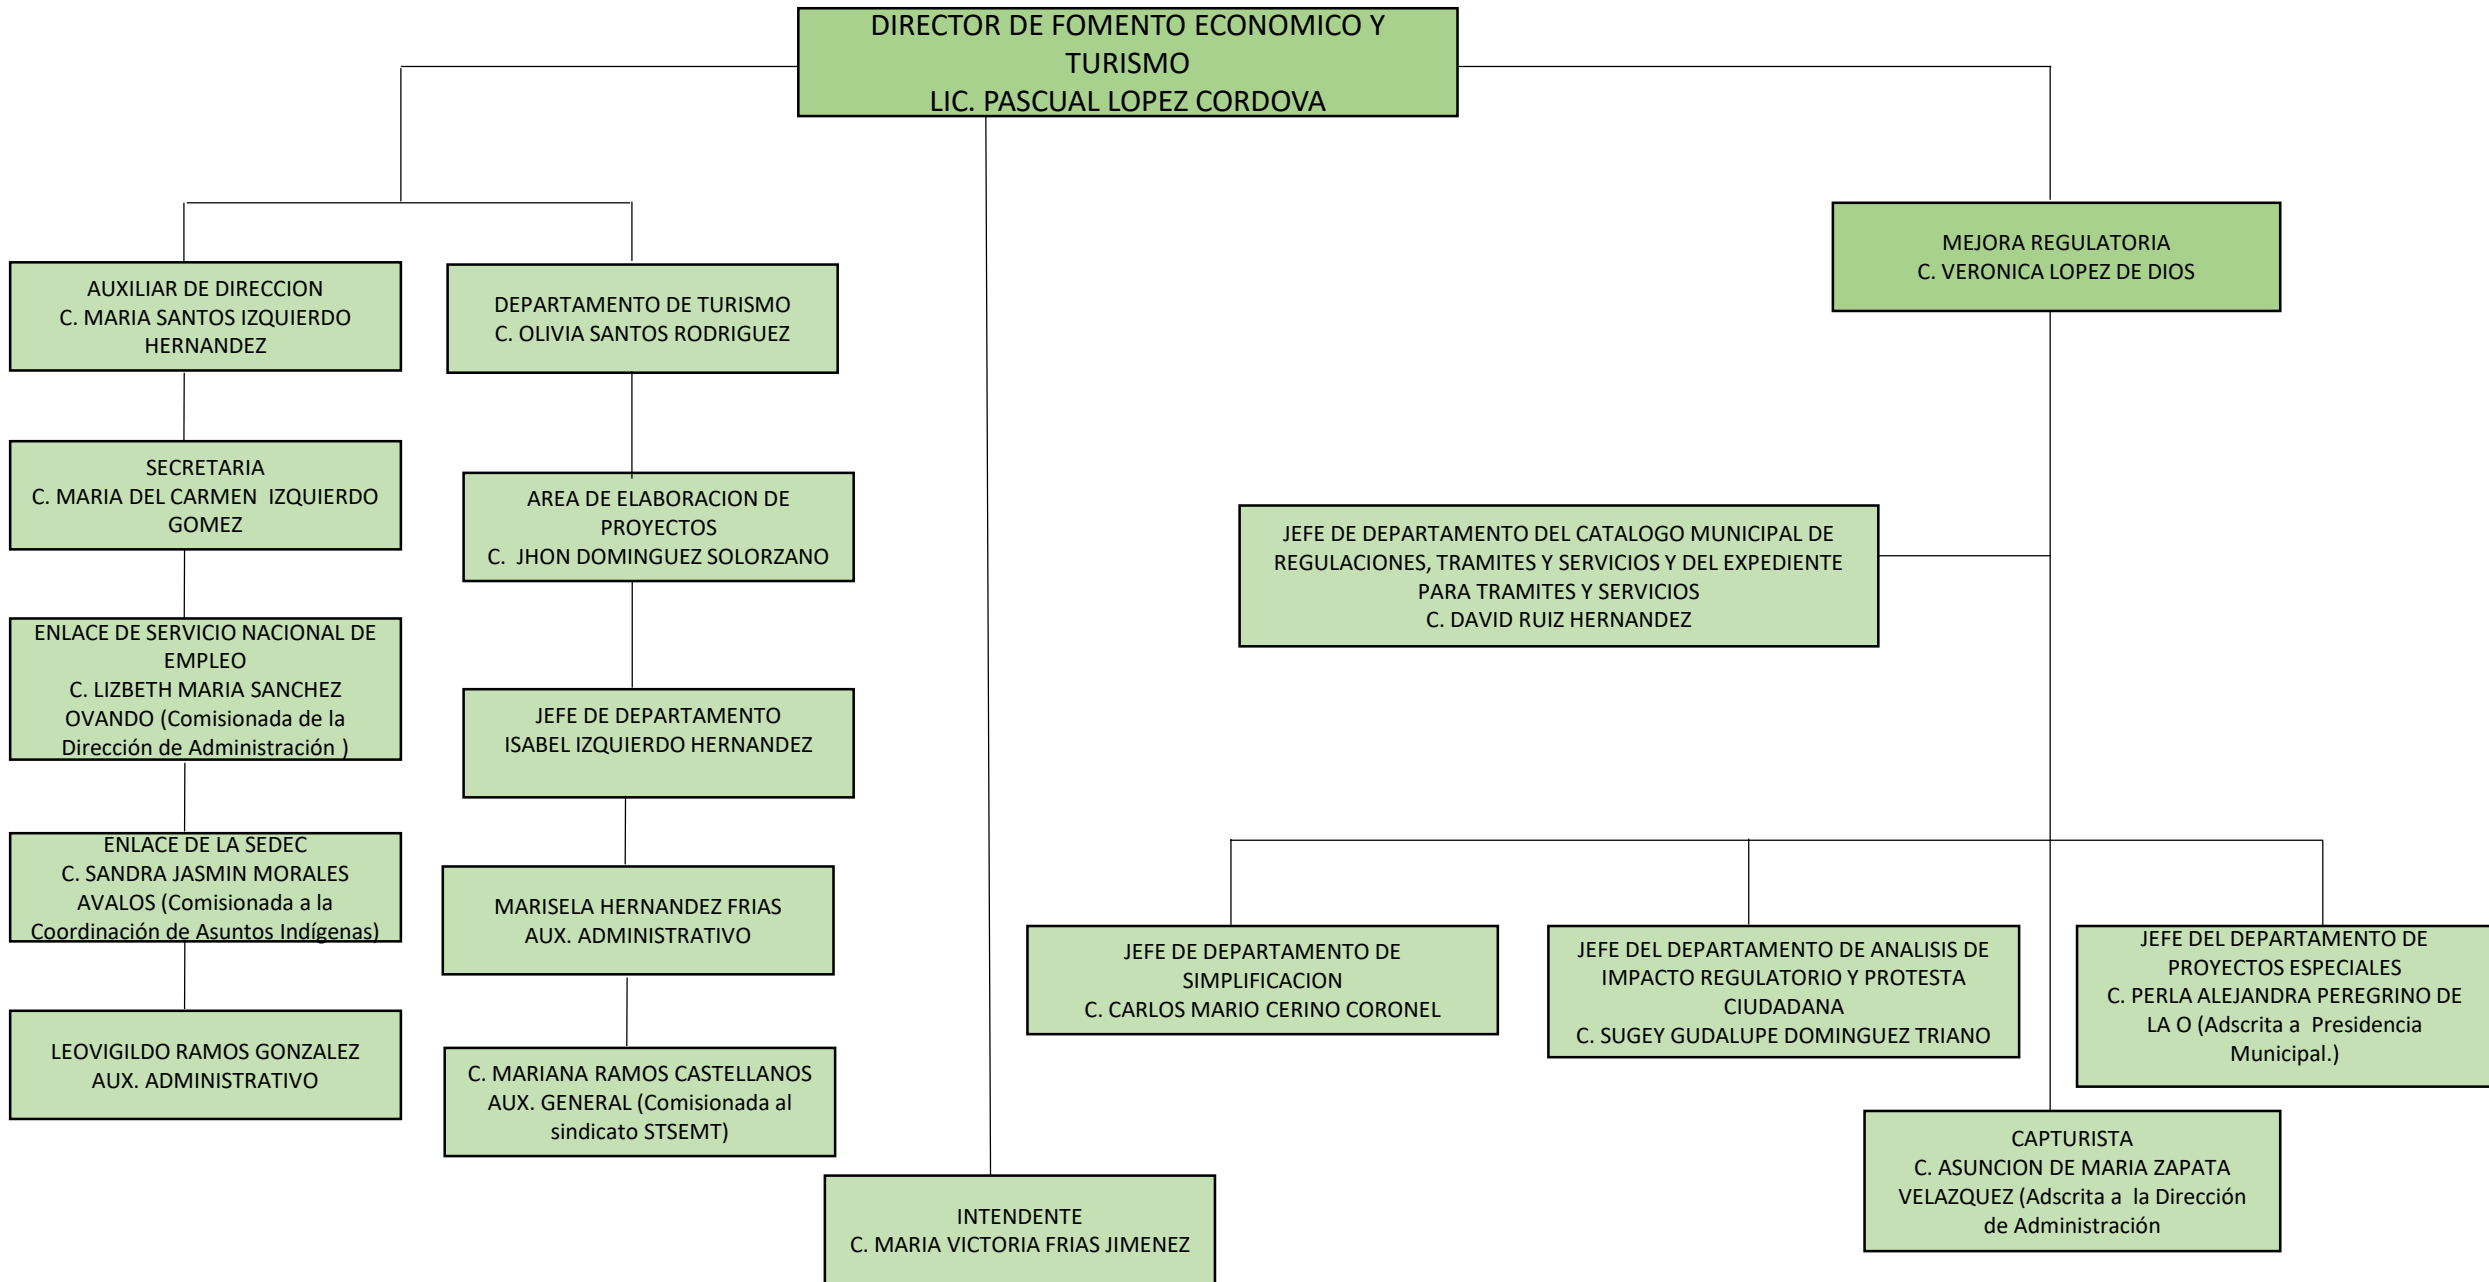 DIRECTOR DE FOMENTO ECONOMICO Y
TURISMO
LIC. PASCUAL LOPEZ CORDOVA
AUXILIAR DE DIRECCION
C. MARIA SANTOS IZQUIERDO
HERNANDEZ
SECRETARIA
C. MARIA DEL CARMEN  IZQUIERDO
GOMEZ
ENLACE DE SERVICIO NACIONAL DE
EMPLEO
C. LIZBETH MARIA SANCHEZ
OVANDO (Comisionada de la
Dirección de Administración )
ENLACE DE LA SEDEC
C. SANDRA JASMIN MORALES
AVALOS (Comisionada a la
Coordinación de Asuntos Indígenas)
LEOVIGILDO RAMOS GONZALEZ
AUX. ADMINISTRATIVO
DEPARTAMENTO DE TURISMO
C. OLIVIA SANTOS RODRIGUEZ
AREA DE ELABORACION DE
PROYECTOS
C.  JHON DOMINGUEZ SOLORZANO
JEFE DE DEPARTAMENTO
ISABEL IZQUIERDO HERNANDEZ
MARISELA HERNANDEZ FRIAS
AUX. ADMINISTRATIVO
C. MARIANA RAMOS CASTELLANOS
AUX. GENERAL (Comisionada al
sindicato STSEMT)
INTENDENTE
C. MARIA VICTORIA FRIAS JIMENEZ
MEJORA REGULATORIA
C. VERONICA LOPEZ DE DIOS
JEFE DE DEPARTAMENTO DEL CATALOGO MUNICIPAL DE
REGULACIONES, TRAMITES Y SERVICIOS Y DEL EXPEDIENTE
PARA TRAMITES Y SERVICIOS
C. DAVID RUIZ HERNANDEZ
JEFE DE DEPARTAMENTO DE
SIMPLIFICACION
C. CARLOS MARIO CERINO CORONEL
JEFE DEL DEPARTAMENTO DE ANALISIS DE
IMPACTO REGULATORIO Y PROTESTA
CIUDADANA
C. SUGEY GUDALUPE DOMINGUEZ TRIANO
JEFE DEL DEPARTAMENTO DE
PROYECTOS ESPECIALES
C. PERLA ALEJANDRA PEREGRINO DE
LA O (Adscrita a  Presidencia
Municipal.)
CAPTURISTA
C. ASUNCION DE MARIA ZAPATA
VELAZQUEZ (Adscrita a  la Dirección
de Administración